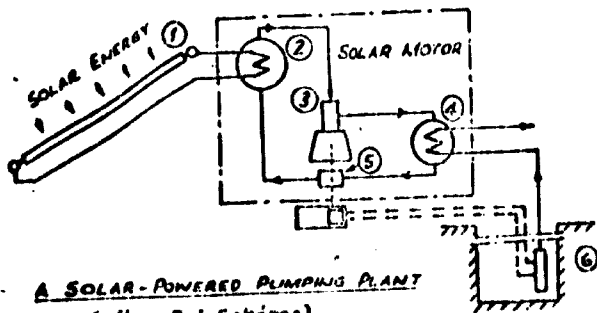 SOLAR ENERGY
①
②
SOLAR MOTOR
③
④
⑤
⑥
A SOLAR-POWERED PUMPING PLANT